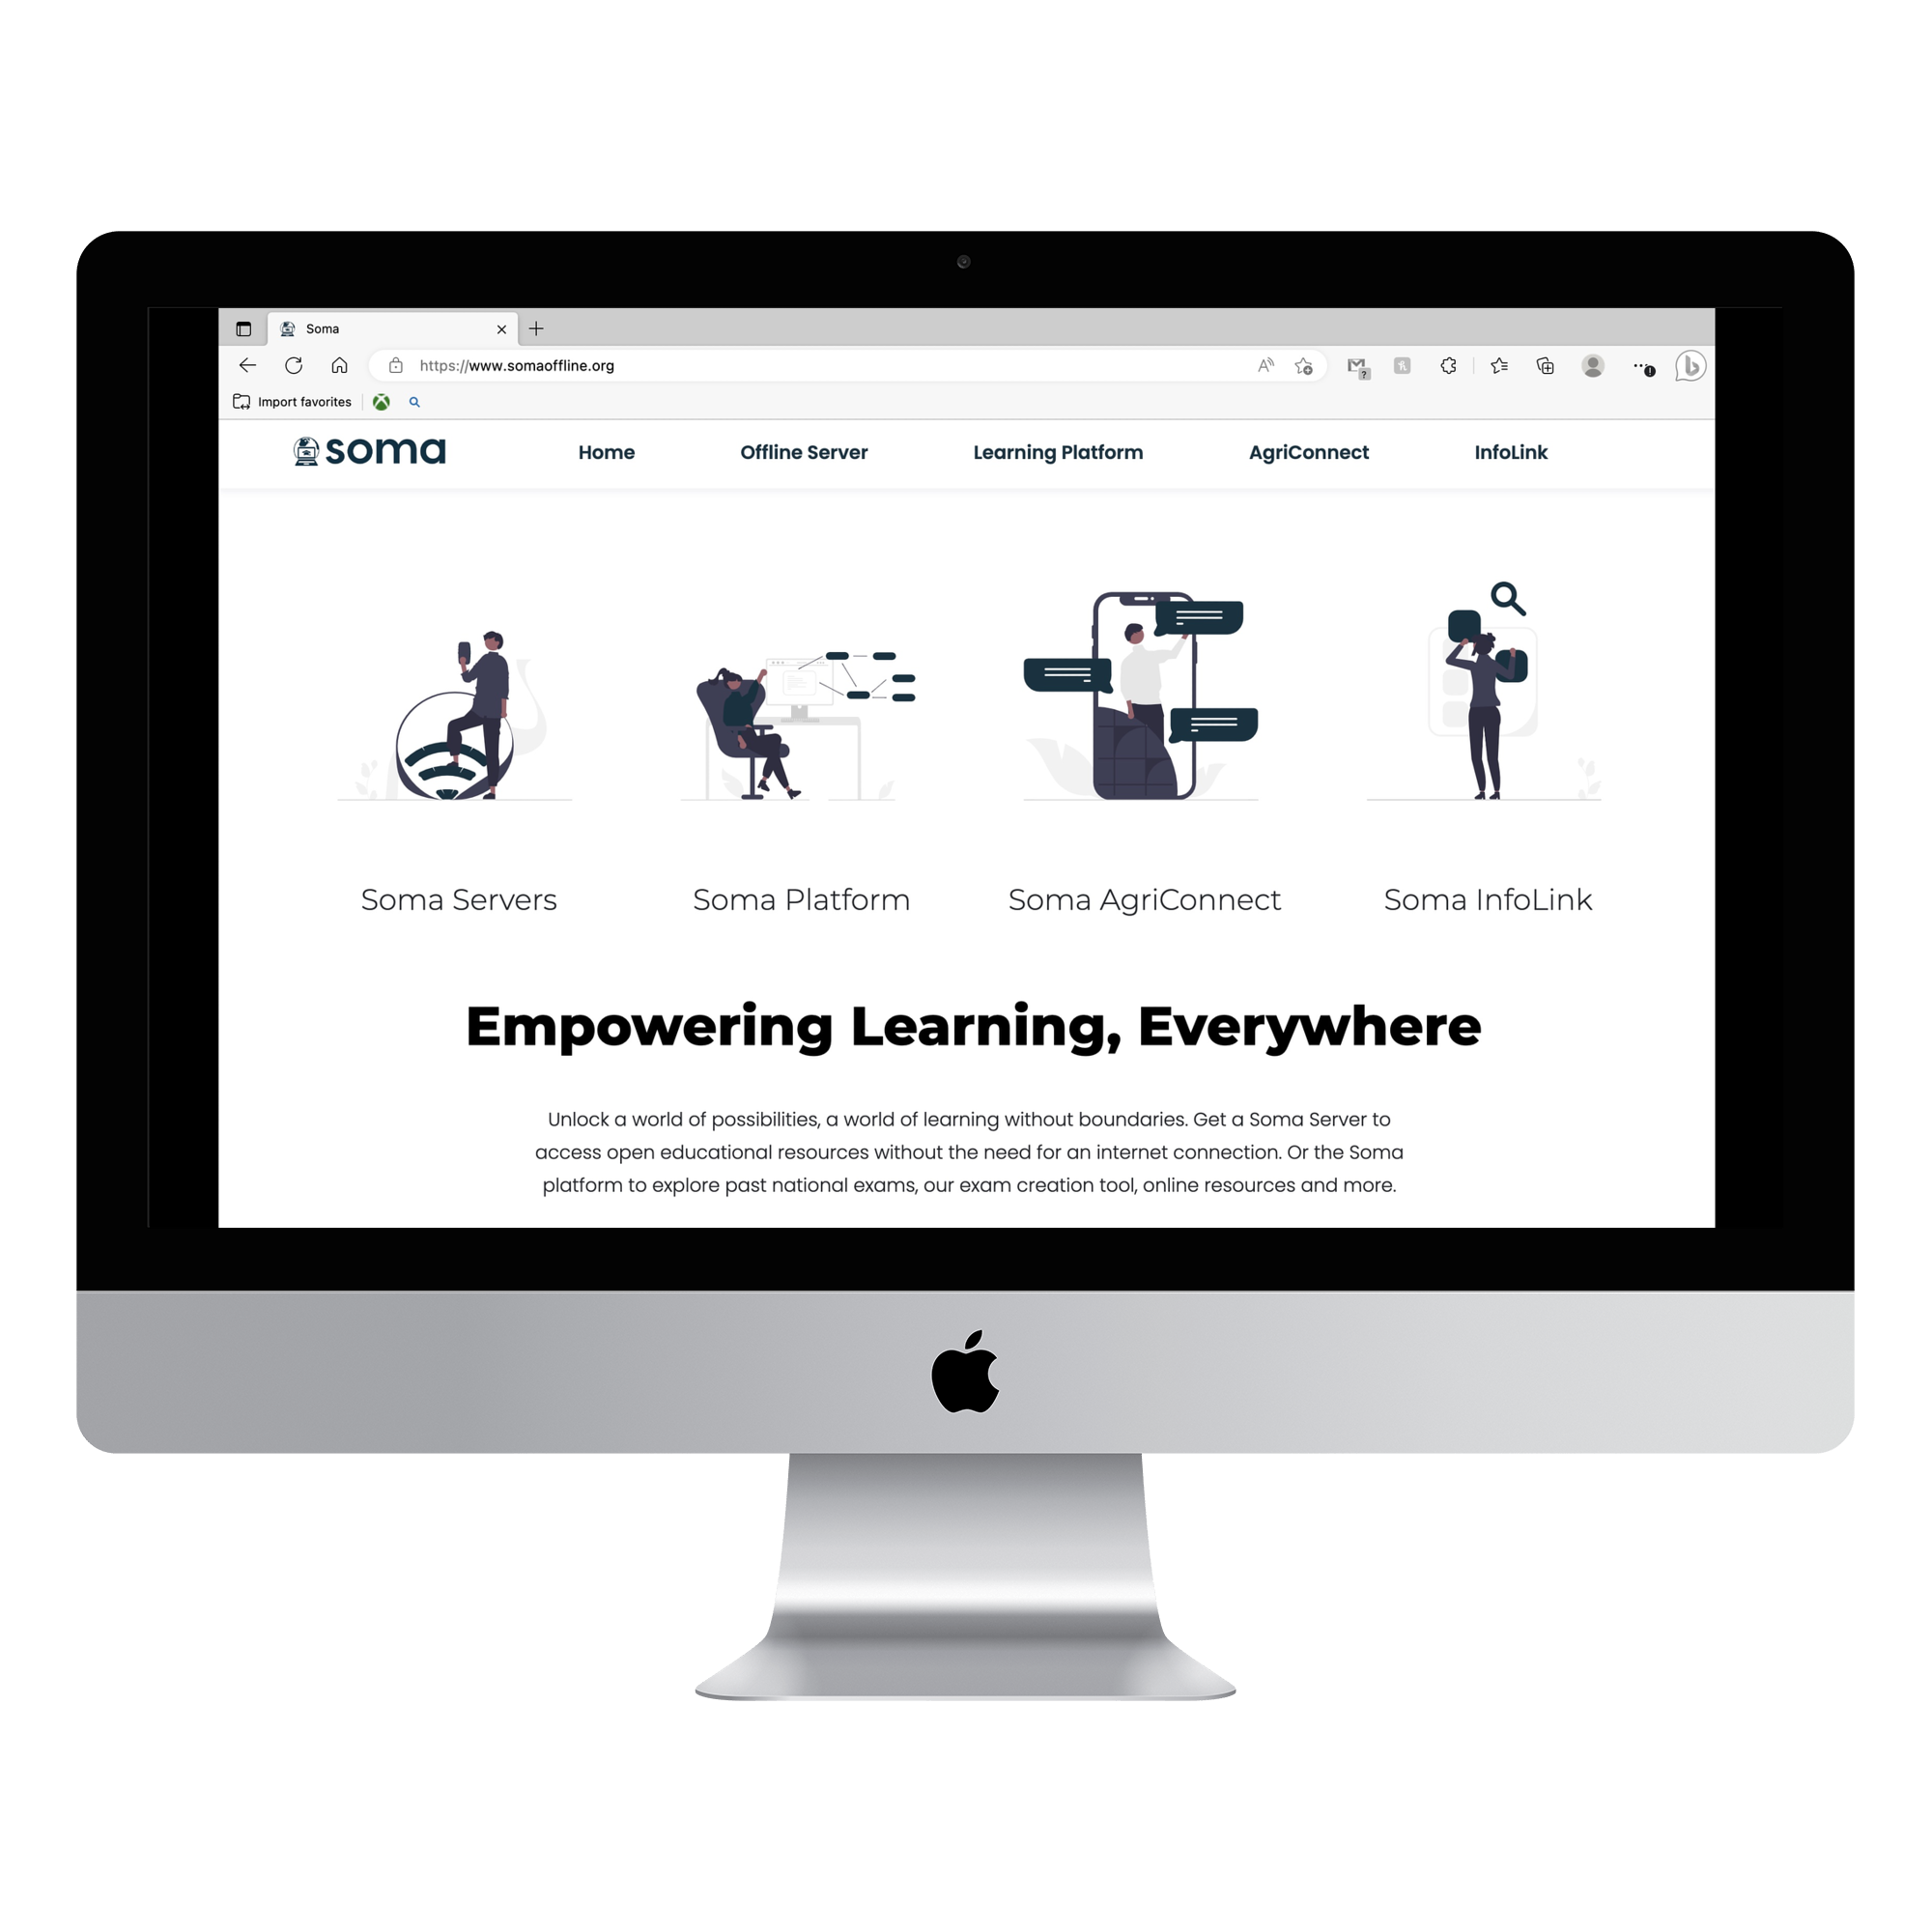 Soma
https://www.somaoffline.org
Import favorites
soma
Home Offline Server Learning Platform AgriConnect InfoLink
Soma Servers Soma Platform Soma AgriConnect Soma InfoLink
Empowering Learning, Everywhere
Unlock a world of possibilities, a world of learning without boundaries. Get a Soma Server to
access open educational resources without the need for an internet connection. Or the Soma
platform to explore past national exams, our exam creation tool, online resources and more.